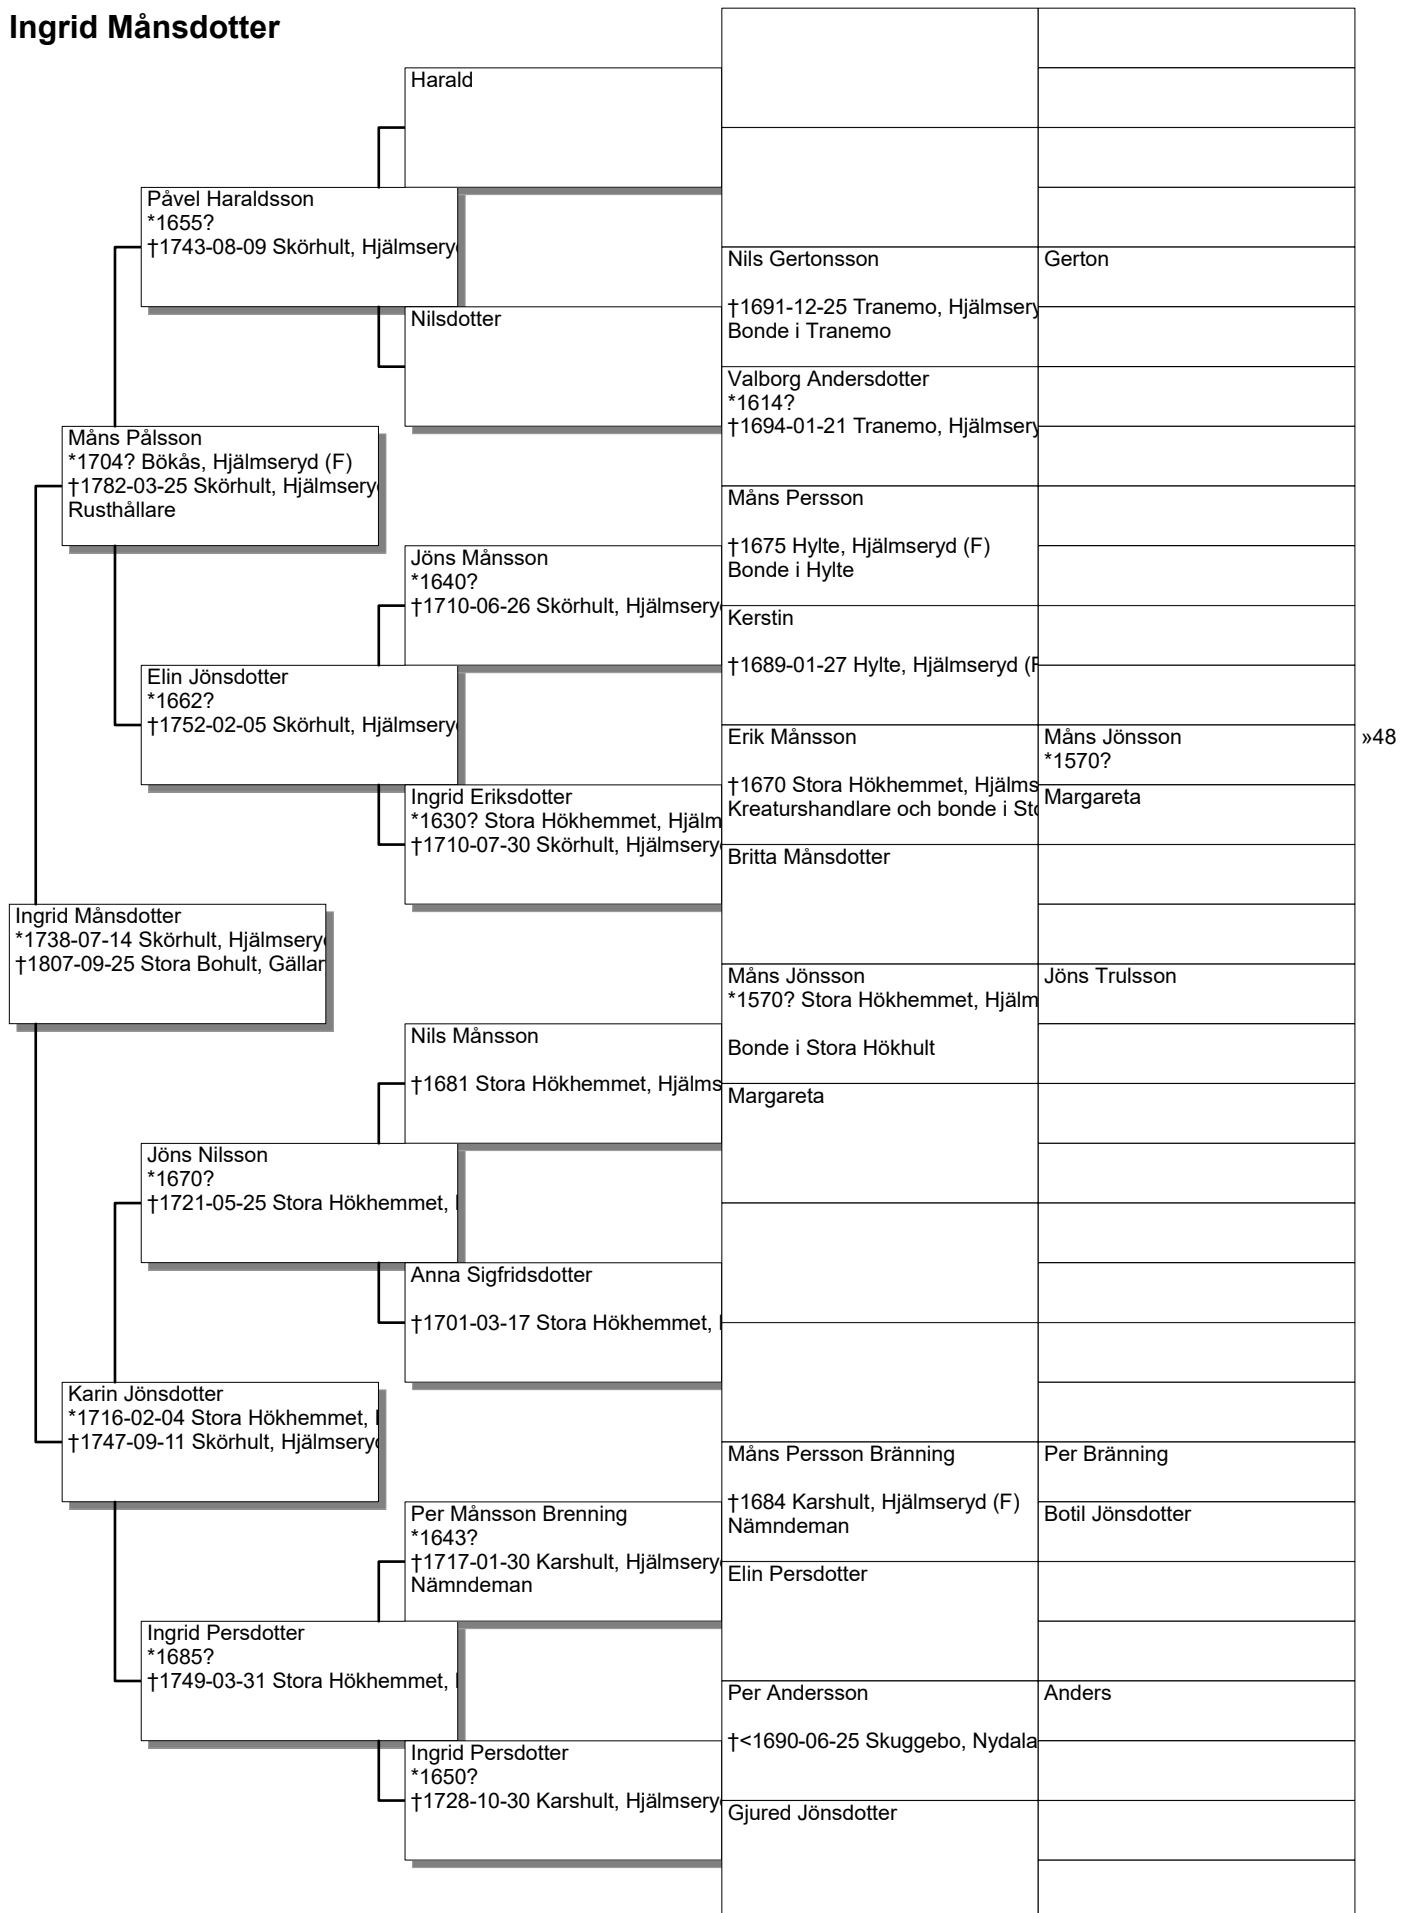 Ingrid Månsdotter
Harald
Påvel Haraldsson
*1655?
†1743-08-09 Skörhult, Hjälmsery
Nilsdotter
Nils Gertonsson
†1691-12-25 Tranemo, Hjälmsery
Bonde i Tranemo
Gerton
Valborg Andersdotter
*1614?
†1694-01-21 Tranemo, Hjälmsery
Måns Pålsson
*1704? Bökås, Hjälmseryd (F)
†1782-03-25 Skörhult, Hjälmsery
Rusthållare
Måns Persson
†1675 Hylte, Hjälmseryd (F)
Bonde i Hylte
Jöns Månsson
*1640?
†1710-06-26 Skörhult, Hjälmsery
Kerstin
†1689-01-27 Hylte, Hjälmseryd (F
Elin Jönsdotter
*1662?
†1752-02-05 Skörhult, Hjälmsery
Erik Månsson
†1670 Stora Hökhemmet, Hjälms
Kreaturshandlare och bonde i Sto
Måns Jönsson
*1570?
»48
Margareta
Ingrid Eriksdotter
*1630? Stora Hökhemmet, Hjälm
†1710-07-30 Skörhult, Hjälmsery
Britta Månsdotter
Ingrid Månsdotter
*1738-07-14 Skörhult, Hjälmsery
†1807-09-25 Stora Bohult, Gällar
Måns Jönsson
*1570? Stora Hökhemmet, Hjälm
Bonde i Stora Hökhult
Jöns Trulsson
Nils Månsson
†1681 Stora Hökhemmet, Hjälms
Margareta
Jöns Nilsson
*1670?
†1721-05-25 Stora Hökhemmet,
Anna Sigfridsdotter
†1701-03-17 Stora Hökhemmet,
Karin Jönsdotter
*1716-02-04 Stora Hökhemmet,
†1747-09-11 Skörhult, Hjälmsery
Måns Persson Bränning
†1684 Karshult, Hjälmseryd (F)
Nämndeman
Per Bränning
Botil Jönsdotter
Per Månsson Brenning
*1643?
†1717-01-30 Karshult, Hjälmsery
Nämndeman
Elin Persdotter
Ingrid Persdotter
*1685?
†1749-03-31 Stora Hökhemmet,
Per Andersson
†<1690-06-25 Skuggebo, Nydala
Anders
Ingrid Persdotter
*1650?
†1728-10-30 Karshult, Hjälmsery
Gjured Jönsdotter